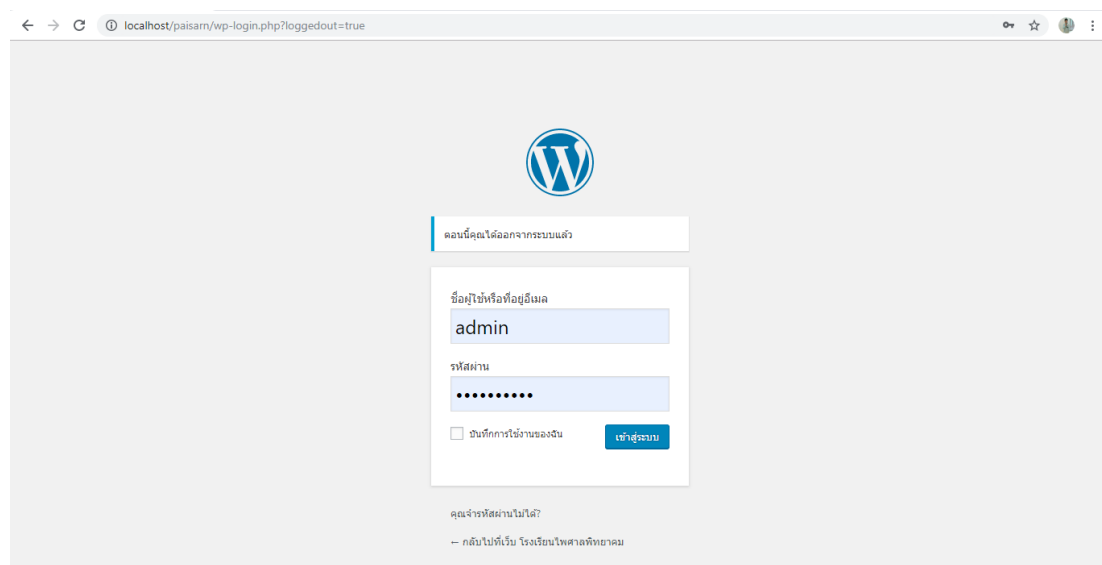 localhost/paisarn/wp-login.php?loggedout=true
ตอนนี้คุณได้ออกจากระบบแล้ว
ชื่อผู้ใช้หรือที่อยู่อีเมล
admin
รหัสผ่าน
••••••••••
บันทึกการใช้งานของฉัน
เข้าสู่ระบบ
คุณจำรหัสผ่านไม่ได้?
← กลับไปที่เว็บ โรงเรียนไพศาลพิทยาคม